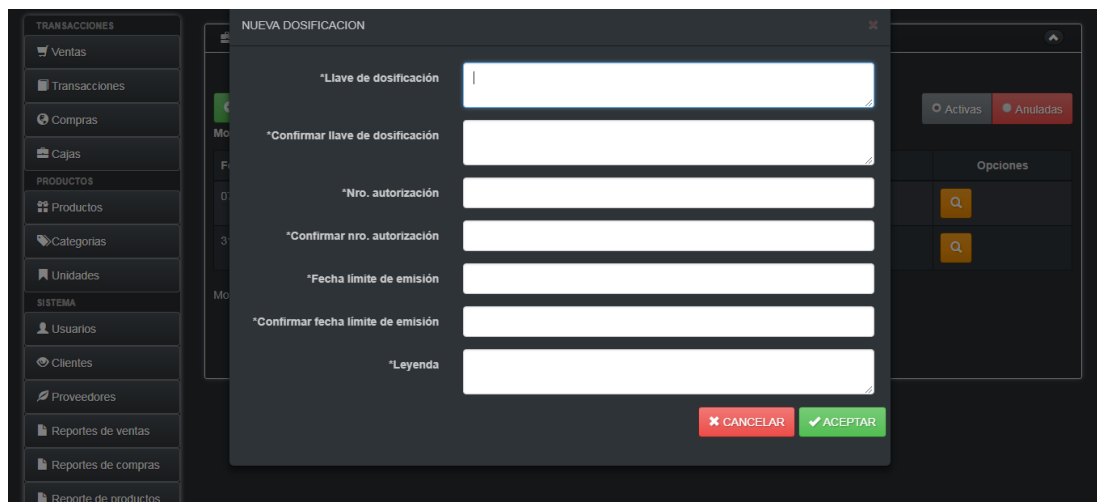 TRANSACCIONES
Ventas
Transacciones
Compras
Cajas
PRODUCTOS
Productos
Categorias
Unidades
SISTEMA
Usuarios
Clientes
Proveedores
Reportes de ventas
Reportes de compras
Reporte de productos
NUEVA DOSIFICACION
*Llave de dosificación
*Confirmar llave de dosificación
*Nro. autorización
*Confirmar nro. autorización
*Fecha límite de emisión
*Confirmar fecha límite de emisión
*Leyenda
CANCELAR
ACEPTAR
Activas
Anuladas
Opciones